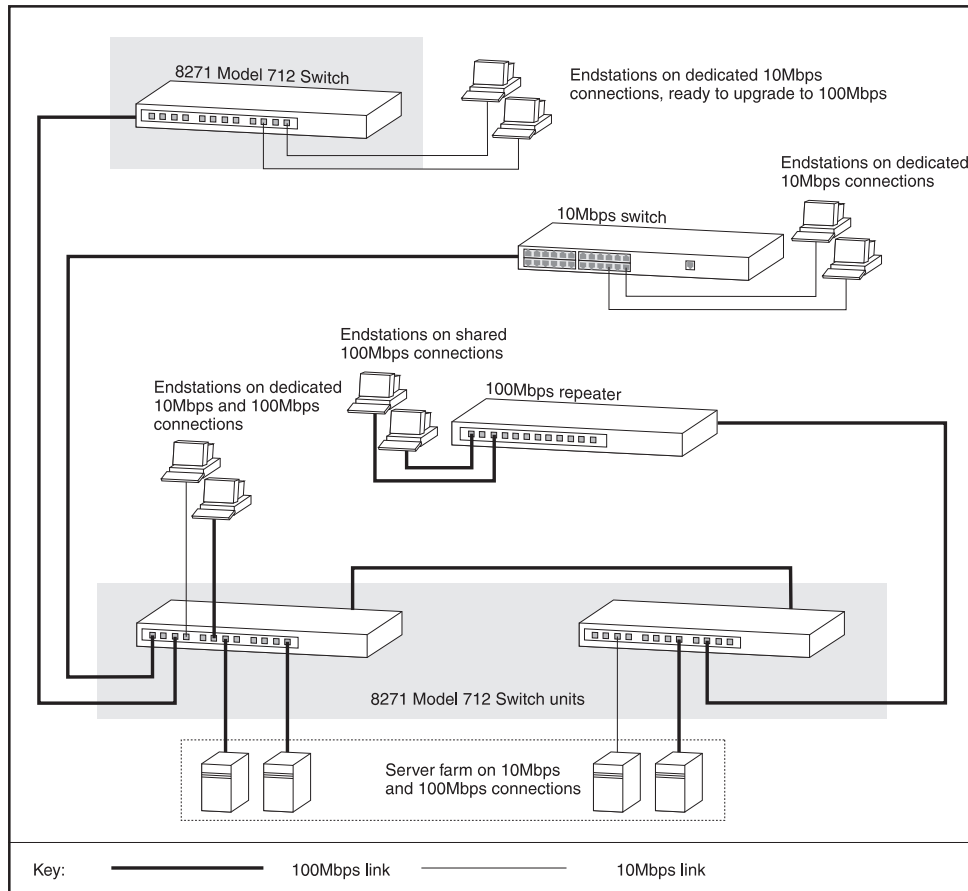 8271 Model 712 Switch
Endstations on dedicated 10Mbps
connections, ready to upgrade to 100Mbps
Endstations on dedicated
10Mbps connections
10Mbps switch
Endstations on shared
100Mbps connections
Endstations on dedicated
10Mbps and 100Mbps
connections
100Mbps repeater
8271 Model 712 Switch units
Server farm on 10Mbps
and 100Mbps connections
Key:
100Mbps link
10Mbps link